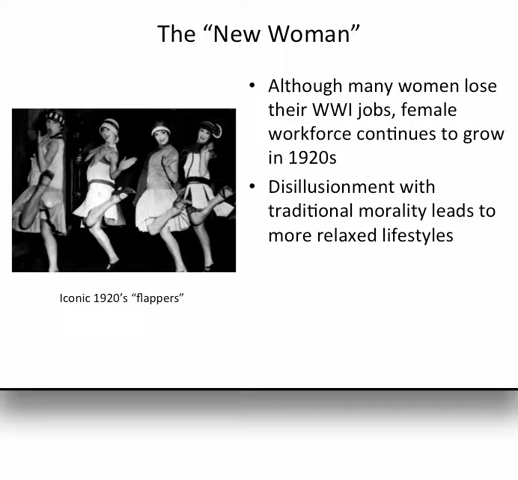 The “New Woman”
• Although many women lose
their WWI jobs, female
workforce continues to grow
in 1920s
• Disillusionment with
traditional morality leads to
more relaxed lifestyles
Iconic 1920’s “flappers”